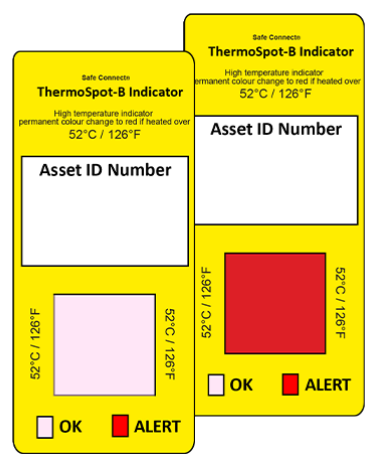 Safe Connectn
ThermoSpot-B Indicator
High temperature indicator
permanent colour change to red if heated over
52°C / 126°F
Asset ID Number
52°C / 126°F
52°C / 126°F
OK
ALERT
Safe Connectn
ThermoSpot-B Indicator
High temperature indicator
ermanent colour change to red if heated over
52°C / 126°F
Asset ID Number
52°C / 126°F
52°C / 126°F
OK
ALERT